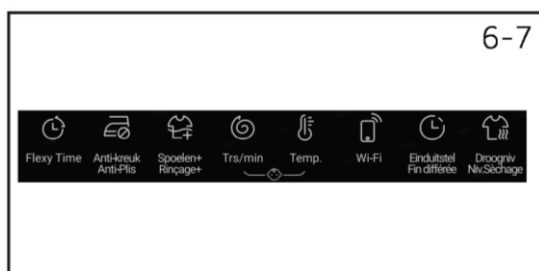 6-7
Flexy Time Anti-kreuk Spoelen+ Trs/min Temp. Wi-Fi Einduitstel Droogniv
Anti-Plis Rinçage+ Fin différée Niv.Sèchage